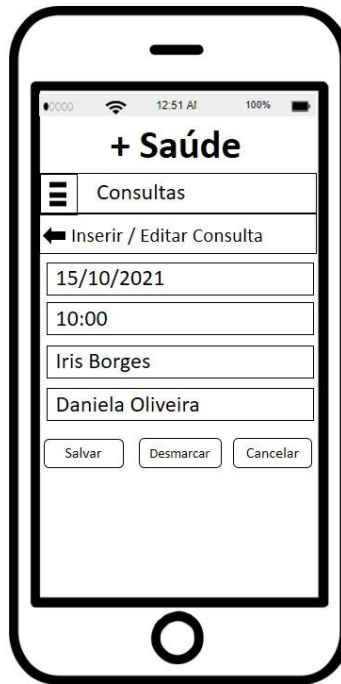 12:51 AM 100%
+ Saúde
Consultas
Inserir / Editar Consulta
15/10/2021
10:00
Iris Borges
Daniela Oliveira
Salvar Desmarcar Cancelar